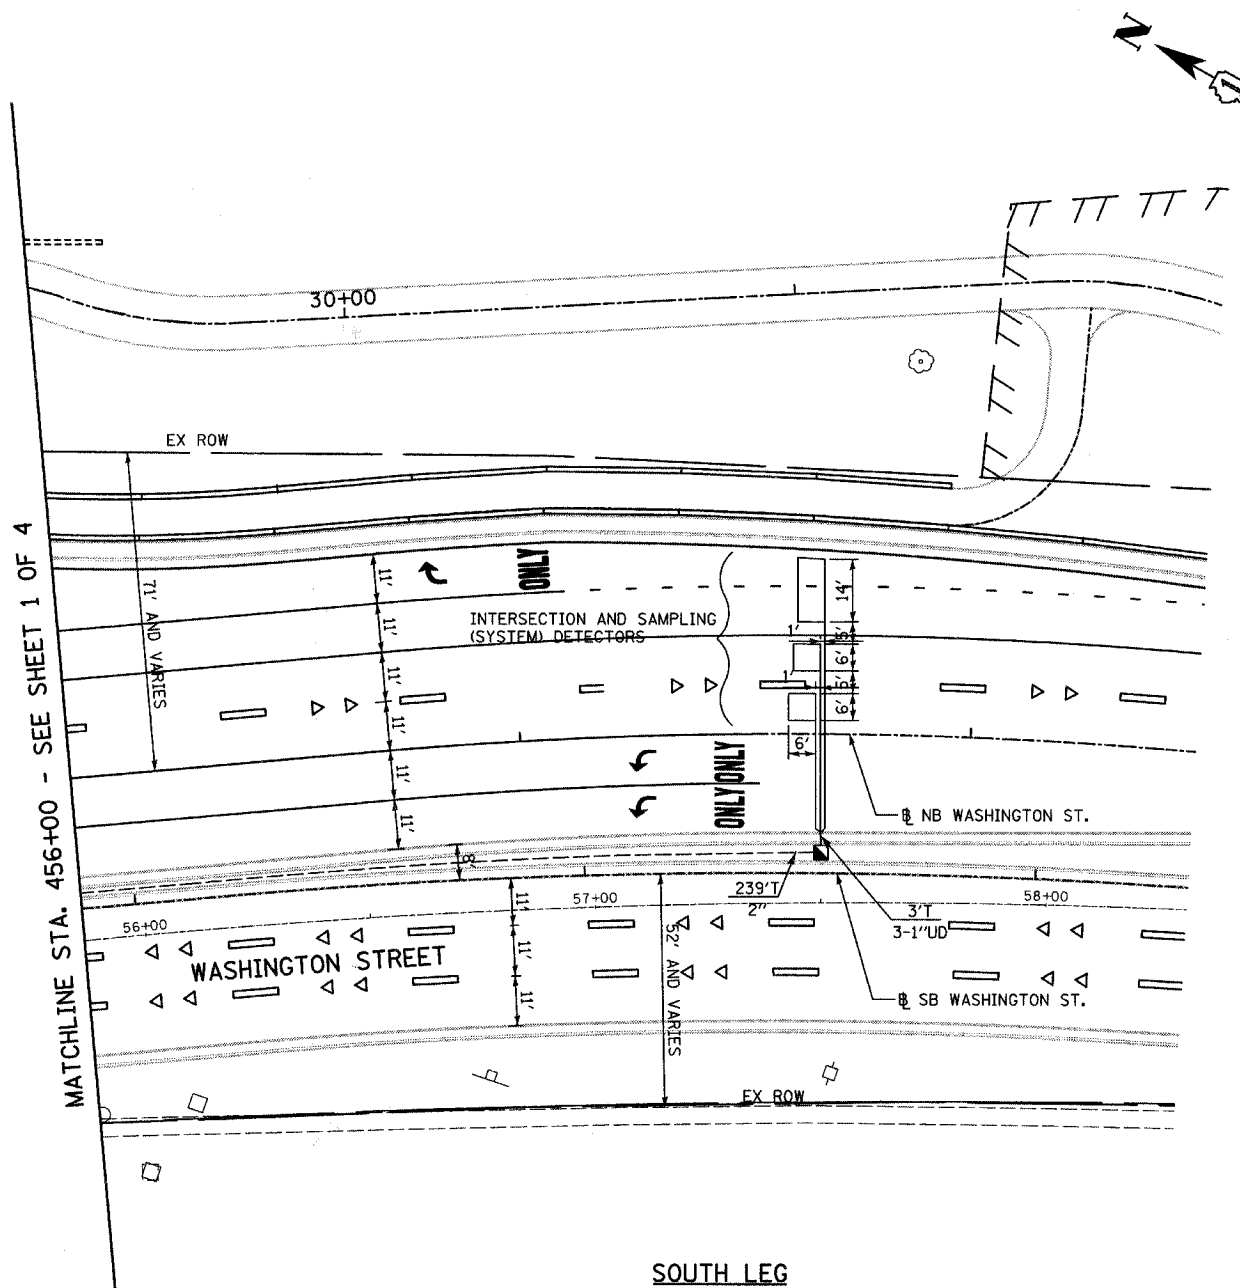 N
30+00
EX ROW
MATCHLINE STA. 456+00 - SEE SHEET 1 OF 4
71' AND VARIES
11'
11'
11'
11'
11'
11'
ONLY
INTERSECTION AND SAMPLING
(SYSTEM) DETECTORS
14'
1'
5'
6'
1'
5'
6'
6'
ONLY ONLY
℄ NB WASHINGTON ST.
8'
239'T
2"
3'T
3-1"UD
56+00
57+00
58+00
11'
11'
11'
WASHINGTON STREET
52' AND VARIES
℄ SB WASHINGTON ST.
EX ROW
SOUTH LEG